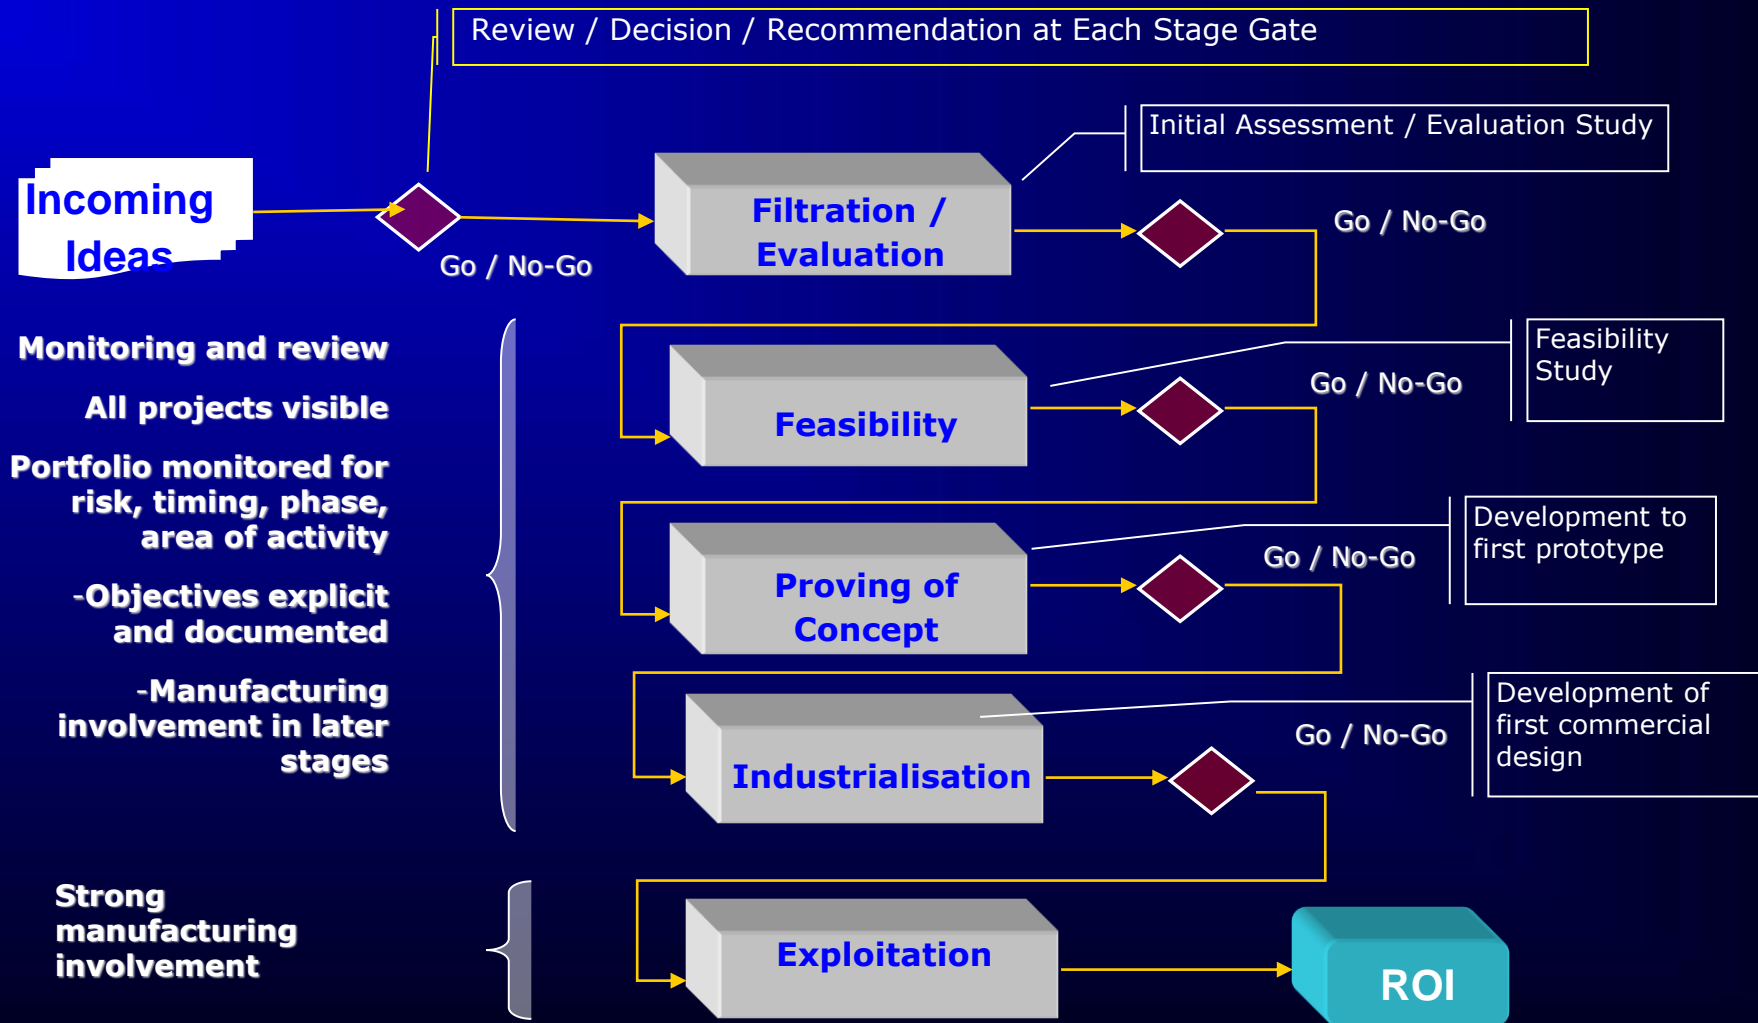 Review / Decision / Recommendation at Each Stage Gate
Initial Assessment / Evaluation Study
Incoming
Ideas
Go / No-Go
Filtration /
Evaluation
Go / No-Go
Monitoring and review
All projects visible
Portfolio monitored for
risk, timing, phase,
area of activity
-Objectives explicit
and documented
-Manufacturing
involvement in later
stages
Feasibility
Go / No-Go
Feasibility
Study
Proving of
Concept
Go / No-Go
Development to
first prototype
Industrialisation
Go / No-Go
Development of
first commercial
design
Strong
manufacturing
involvement
Exploitation
ROI